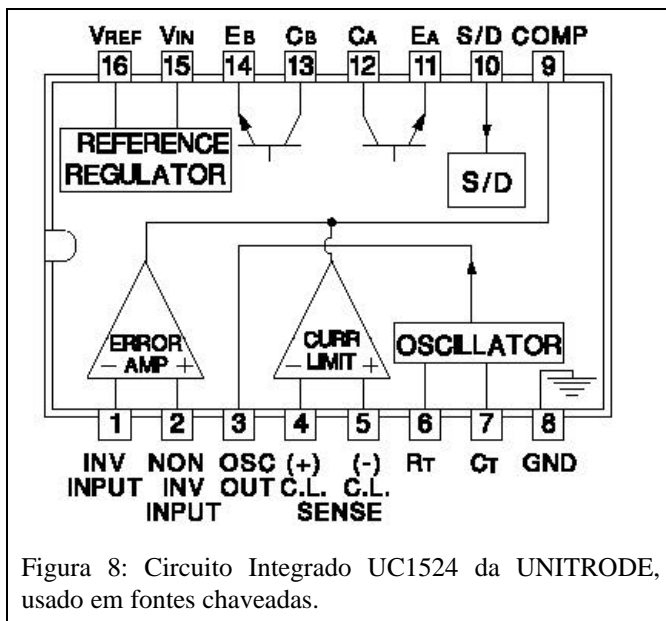 VREF VIN EB CB CA EA S/D COMP
16 15 14 13 12 11 10 9
REFERENCE
REGULATOR
S/D
ERROR
- AMP +
CURR
- LIMIT +
OSCILLATOR
1 2 3 4 5 6 7 8
INV NON OSC (+) (-) RT CT GND
INPUT INV OUT C.L. C.L.
INPUT SENSE
Figura 8: Circuito Integrado UC1524 da UNITRODE,
usado em fontes chaveadas.